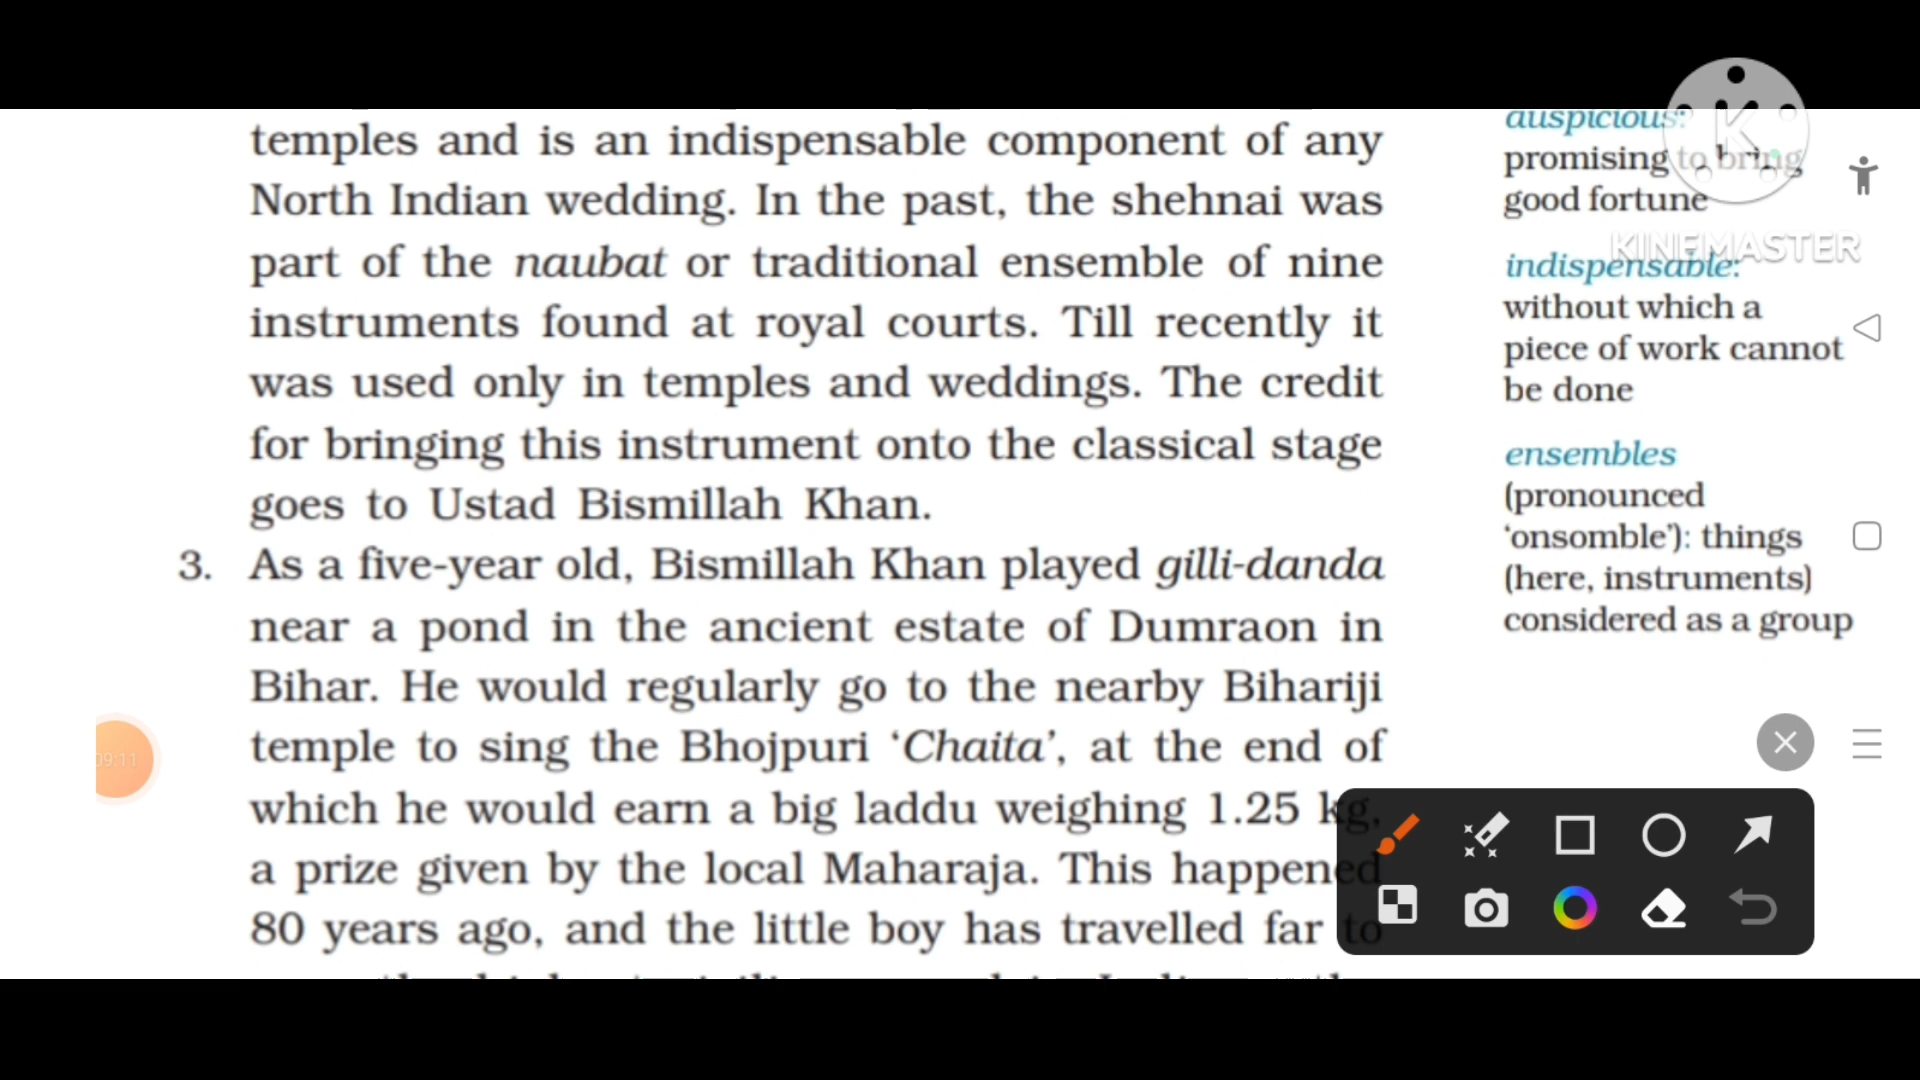 temples and is an indispensable component of any
North Indian wedding. In the past, the shehnai was
part of the naubat or traditional ensemble of nine
instruments found at royal courts. Till recently it
was used only in temples and weddings. The credit
for bringing this instrument onto the classical stage
goes to Ustad Bismillah Khan.
3. As a five-year old, Bismillah Khan played gilli-danda
near a pond in the ancient estate of Dumraon in
Bihar. He would regularly go to the nearby Bihariji
temple to sing the Bhojpuri ‘Chaita’, at the end of
which he would earn a big laddu weighing 1.25 kg,
a prize given by the local Maharaja. This happened
80 years ago, and the little boy has travelled far to
auspicious:
promising to bring
good fortune
indispensable:
without which a
piece of work cannot
be done
ensembles
(pronounced
‘onsomble’): things
(here, instruments)
considered as a group
K
KINEMASTER
09:11